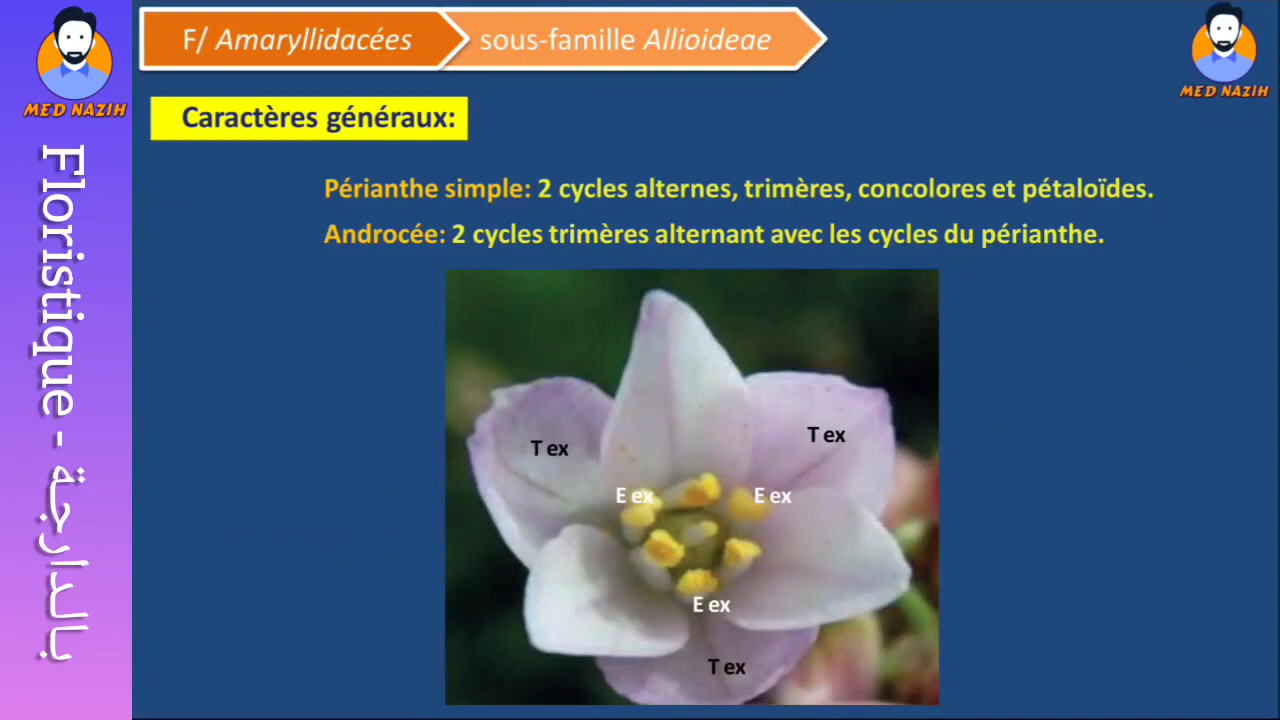 F/ Amaryllidacées sous-famille Allioideae
MED NAZIH
MED NAZIH
Floristique - بالدارجة
Caractères généraux:
Périanthe simple: 2 cycles alternes, trimères, concolores et pétaloïdes.
Androcée: 2 cycles trimères alternant avec les cycles du périanthe.
T ex
T ex
E ex
E ex
E ex
T ex